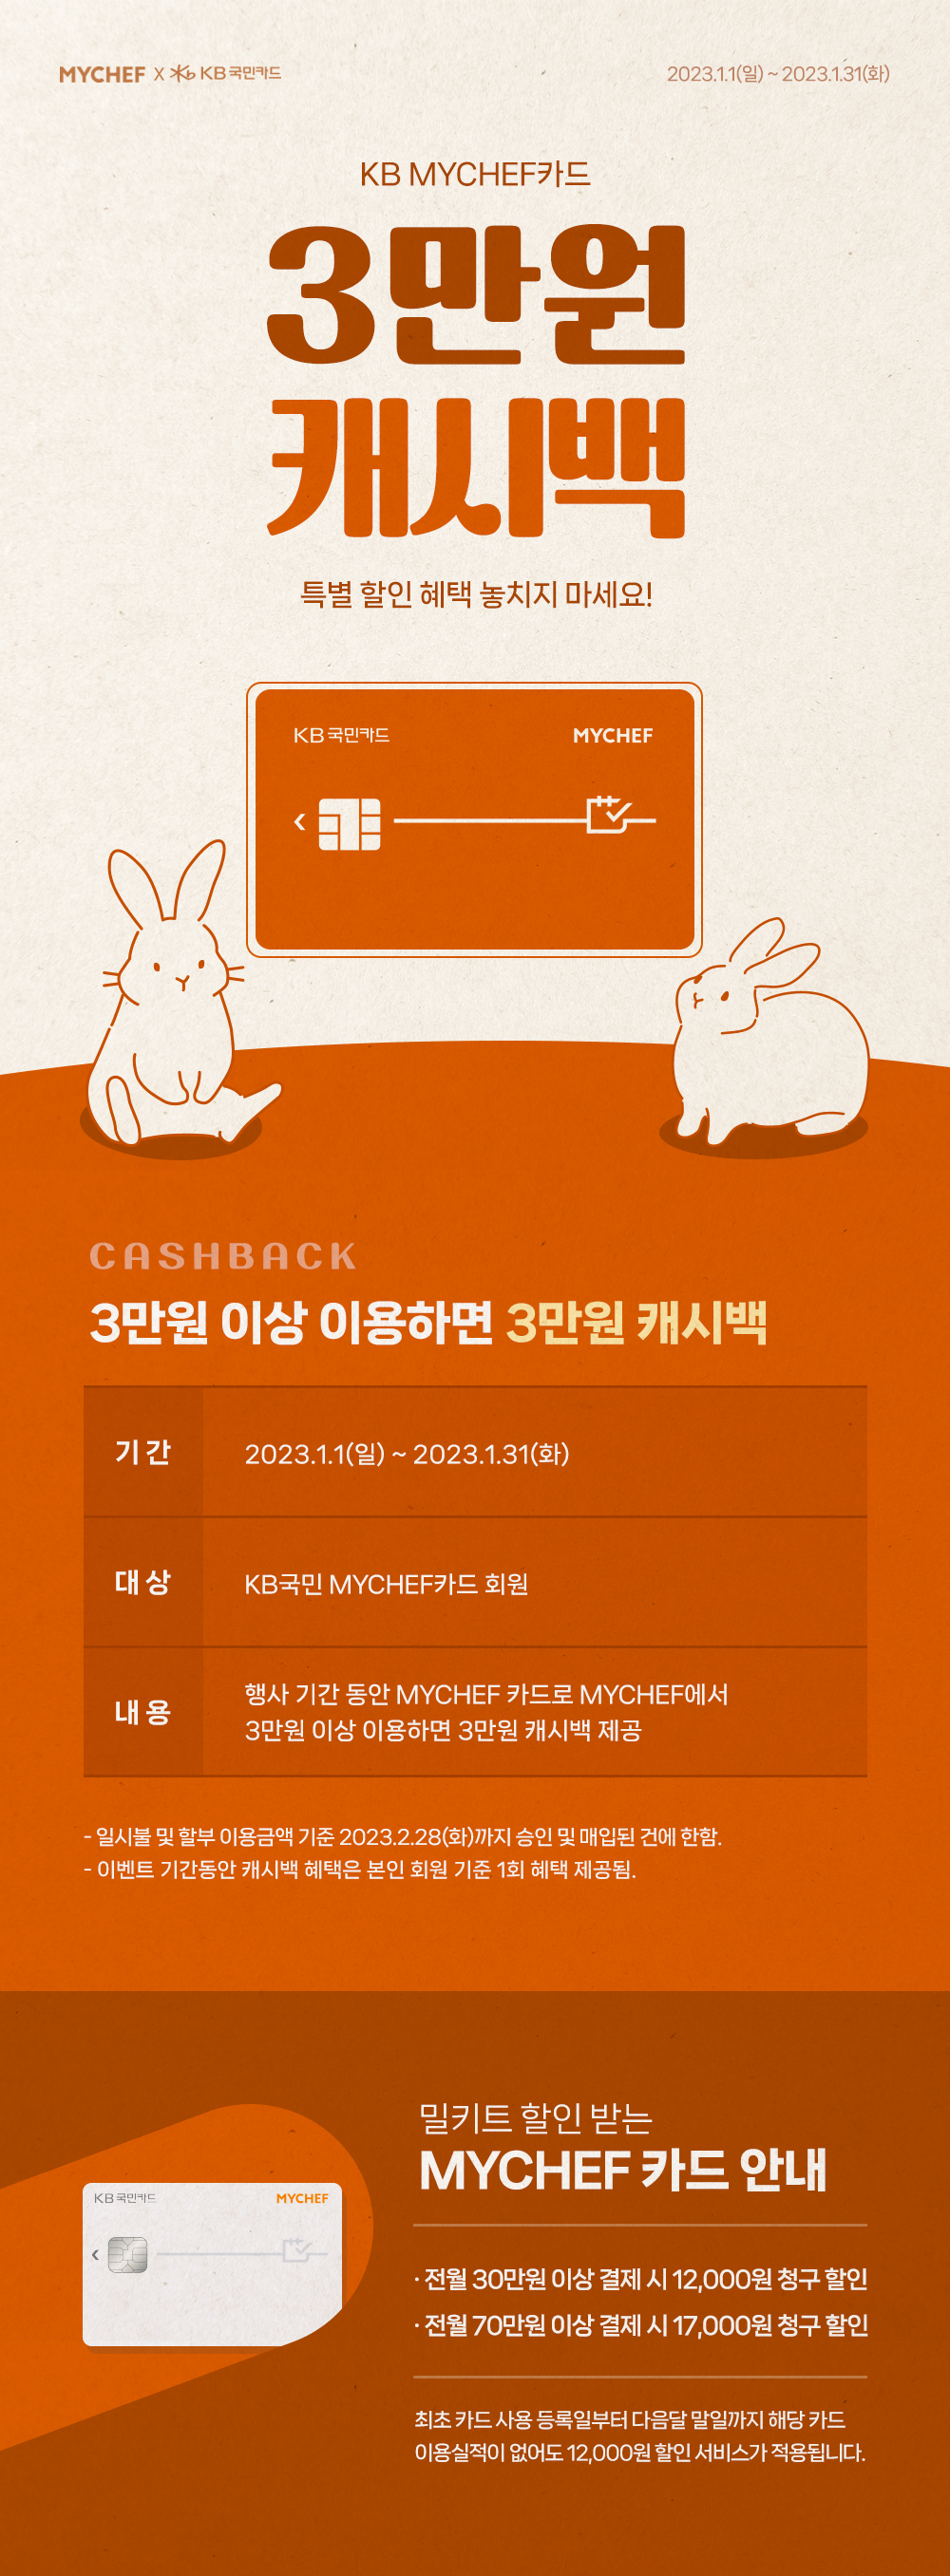 MYCHEF X KB 국민카드
2023.1.1(일) ~ 2023.1.31(화)
KB MYCHEF카드
3만원
캐시백
특별 할인 혜택 놓치지 마세요!
KB 국민카드
MYCHEF
CASHBACK
3만원 이상 이용하면 3만원 캐시백
기간
2023.1.1(일) ~ 2023.1.31(화)
대상
KB국민 MYCHEF카드 회원
내용
행사 기간 동안 MYCHEF 카드로 MYCHEF에서
3만원 이상 이용하면 3만원 캐시백 제공
- 일시불 및 할부 이용금액 기준 2023.2.28(화)까지 승인 및 매입된 건에 한함.
- 이벤트 기간동안 캐시백 혜택은 본인 회원 기준 1회 혜택 제공됨.
밀키트 할인 받는
MYCHEF 카드 안내
KB 국민카드
MYCHEF
· 전월 30만원 이상 결제 시 12,000원 청구 할인
· 전월 70만원 이상 결제 시 17,000원 청구 할인
최초 카드 사용 등록일부터 다음달 말일까지 해당 카드
이용실적이 없어도 12,000원 할인 서비스가 적용됩니다.